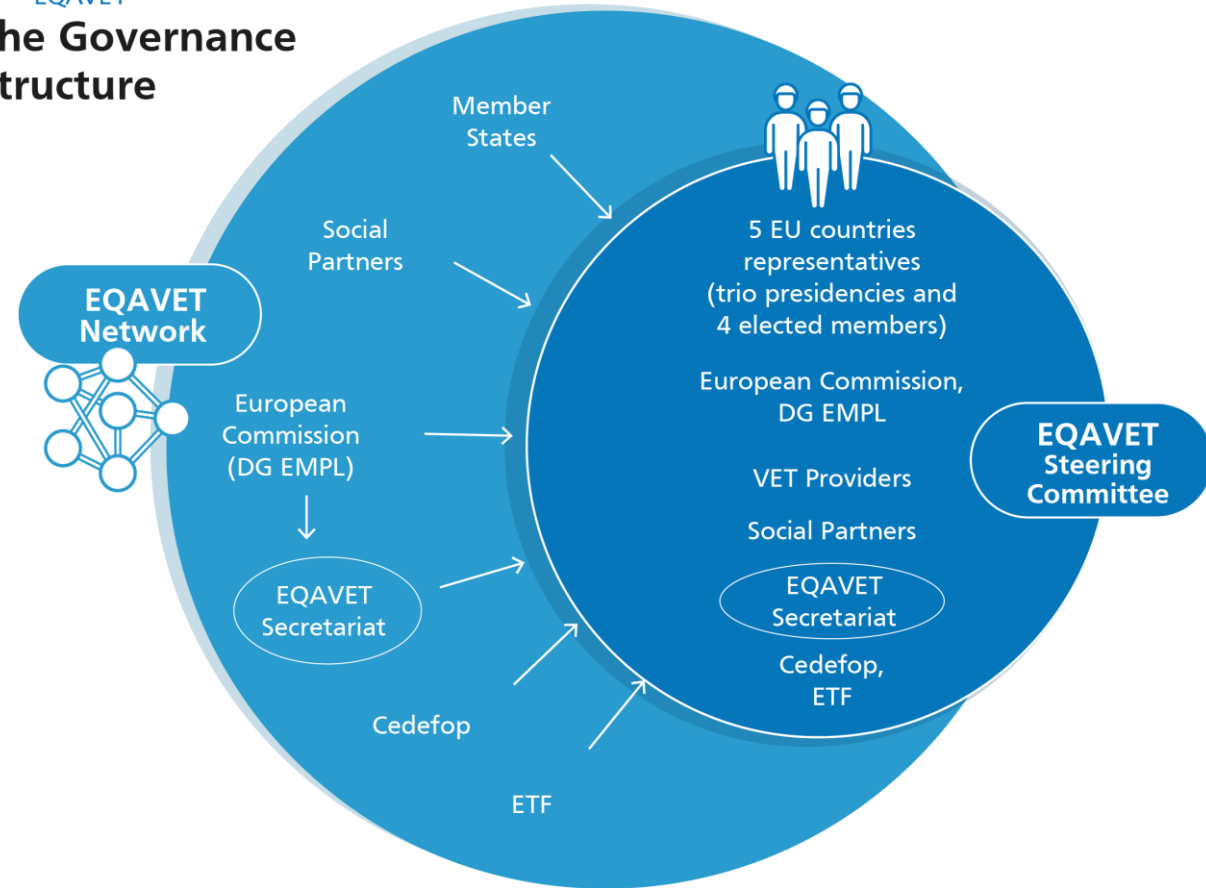 EQAVET
he Governance
tructure
Member
States
Social
Partners
EQAVET
Network
European
Commission
(DG EMPL)
EQAVET
Secretariat
Cedefop
ETF
5 EU countries
representatives
(trio presidencies and
4 elected members)
European Commission,
DG EMPL
VET Providers
Social Partners
EQAVET
Secretariat
Cedefop,
ETF
EQAVET
Steering
Committee